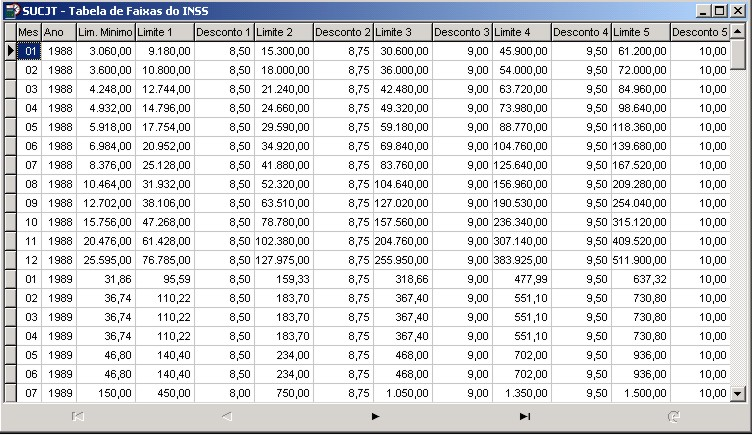 SUCJT - Tabela de Faixas do INSS
Mes Ano Lim. Minimo Limite 1 Desconto 1 Limite 2 Desconto 2 Limite 3 Desconto 3 Limite 4 Desconto 4 Limite 5 Desconto 5
01 1988 3.060,00 9.180,00 8,50 15.300,00 8,75 30.600,00 9,00 45.900,00 9,50 61.200,00 10,00
02 1988 3.600,00 10.800,00 8,50 18.000,00 8,75 36.000,00 9,00 54.000,00 9,50 72.000,00 10,00
03 1988 4.248,00 12.744,00 8,50 21.240,00 8,75 42.480,00 9,00 63.720,00 9,50 84.960,00 10,00
04 1988 4.932,00 14.796,00 8,50 24.660,00 8,75 49.320,00 9,00 73.980,00 9,50 98.640,00 10,00
05 1988 5.918,00 17.754,00 8,50 29.590,00 8,75 59.180,00 9,00 88.770,00 9,50 118.360,00 10,00
06 1988 6.984,00 20.952,00 8,50 34.920,00 8,75 69.840,00 9,00 104.760,00 9,50 139.680,00 10,00
07 1988 8.376,00 25.128,00 8,50 41.880,00 8,75 83.760,00 9,00 125.640,00 9,50 167.520,00 10,00
08 1988 10.464,00 31.932,00 8,50 52.320,00 8,75 104.640,00 9,00 156.960,00 9,50 209.280,00 10,00
09 1988 12.702,00 38.106,00 8,50 63.510,00 8,75 127.020,00 9,00 190.530,00 9,50 254.040,00 10,00
10 1988 15.756,00 47.268,00 8,50 78.780,00 8,75 157.560,00 9,00 236.340,00 9,50 315.120,00 10,00
11 1988 20.476,00 61.428,00 8,50 102.380,00 8,75 204.760,00 9,00 307.140,00 9,50 409.520,00 10,00
12 1988 25.595,00 76.785,00 8,50 127.975,00 8,75 255.950,00 9,00 383.925,00 9,50 511.900,00 10,00
01 1989 31,86 95,59 8,50 159,33 8,75 318,66 9,00 477,99 9,50 637,32 10,00
02 1989 36,74 110,22 8,50 183,70 8,75 367,40 9,00 551,10 9,50 730,80 10,00
03 1989 36,74 110,22 8,50 183,70 8,75 367,40 9,00 551,10 9,50 730,80 10,00
04 1989 36,74 110,22 8,50 183,70 8,75 367,40 9,00 551,10 9,50 730,80 10,00
05 1989 46,80 140,40 8,50 234,00 8,75 468,00 9,00 702,00 9,50 936,00 10,00
06 1989 46,80 140,40 8,50 234,00 8,75 468,00 9,00 702,00 9,50 936,00 10,00
07 1989 150,00 450,00 8,00 750,00 8,75 1.050,00 9,00 1.350,00 9,50 1.500,00 10,00